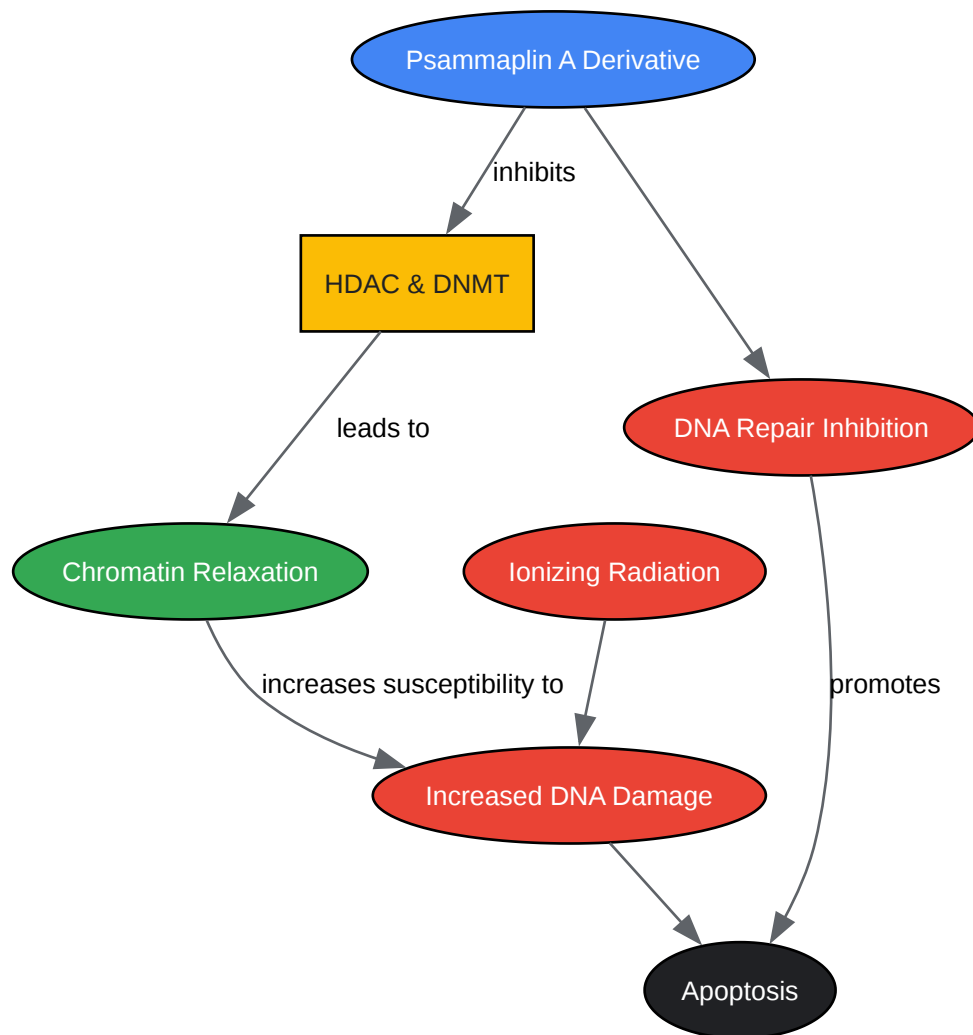 Psammaplin A Derivative
inhibits
HDAC & DNMT
leads to
DNA Repair Inhibition
Chromatin Relaxation
Ionizing Radiation
increases susceptibility to
promotes
Increased DNA Damage
Apoptosis